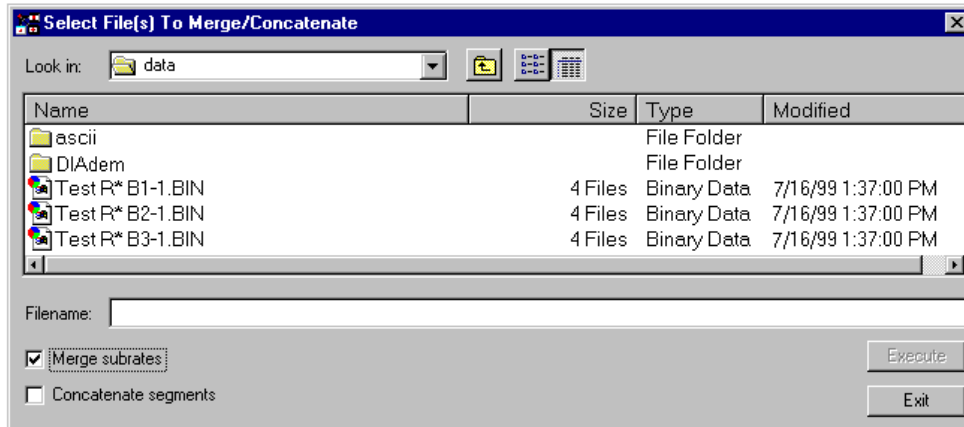 Select File(s) To Merge/Concatenate
Look in: data
Name Size Type Modified
ascii File Folder
DIAdem File Folder
Test R* B1-1.BIN 4 Files Binary Data 7/16/99 1:37:00 PM
Test R* B2-1.BIN 4 Files Binary Data 7/16/99 1:37:00 PM
Test R* B3-1.BIN 4 Files Binary Data 7/16/99 1:37:00 PM
Filename:
Merge subrates
Execute
Concatenate segments
Exit